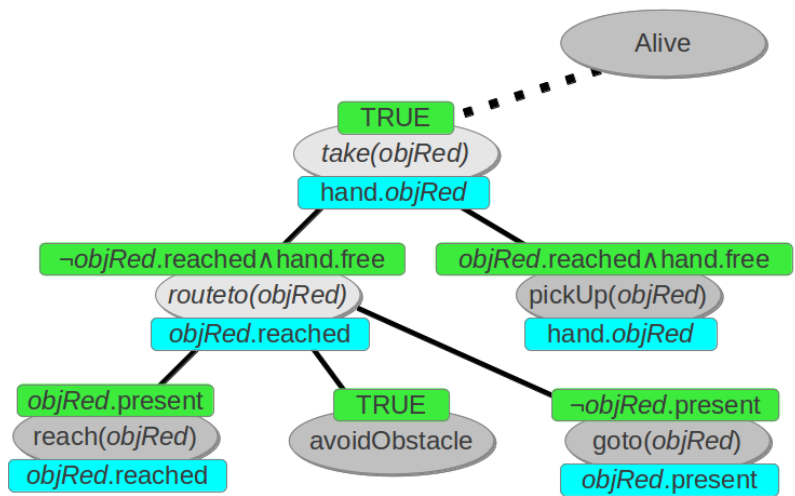 Alive
TRUE
take(objRed)
hand.objRed
¬objRed.reached∧hand.free
objRed.reached∧hand.free
routeto(objRed)
pickUp(objRed)
objRed.reached
hand.objRed
objRed.present
TRUE
¬objRed.present
reach(objRed)
avoidObstacle
goto(objRed)
objRed.reached
objRed.present